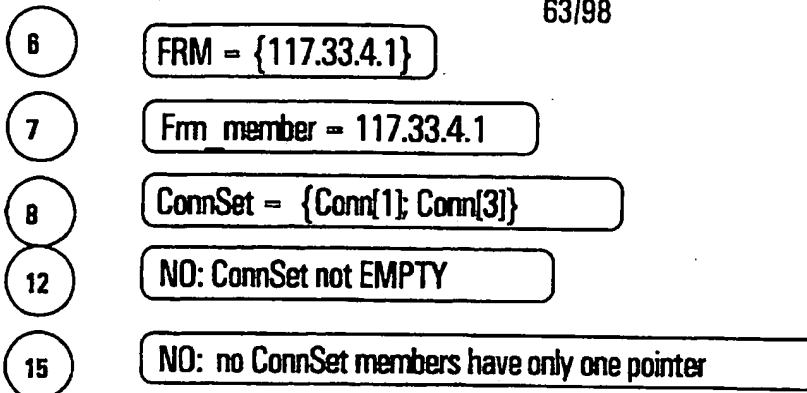 63/98
6 FRM = {117.33.4.1}
7 Frm_member = 117.33.4.1
8 ConnSet = {Conn[1]; Conn[3]}
12 NO: ConnSet not EMPTY
15 NO: no ConnSet members have only one pointer